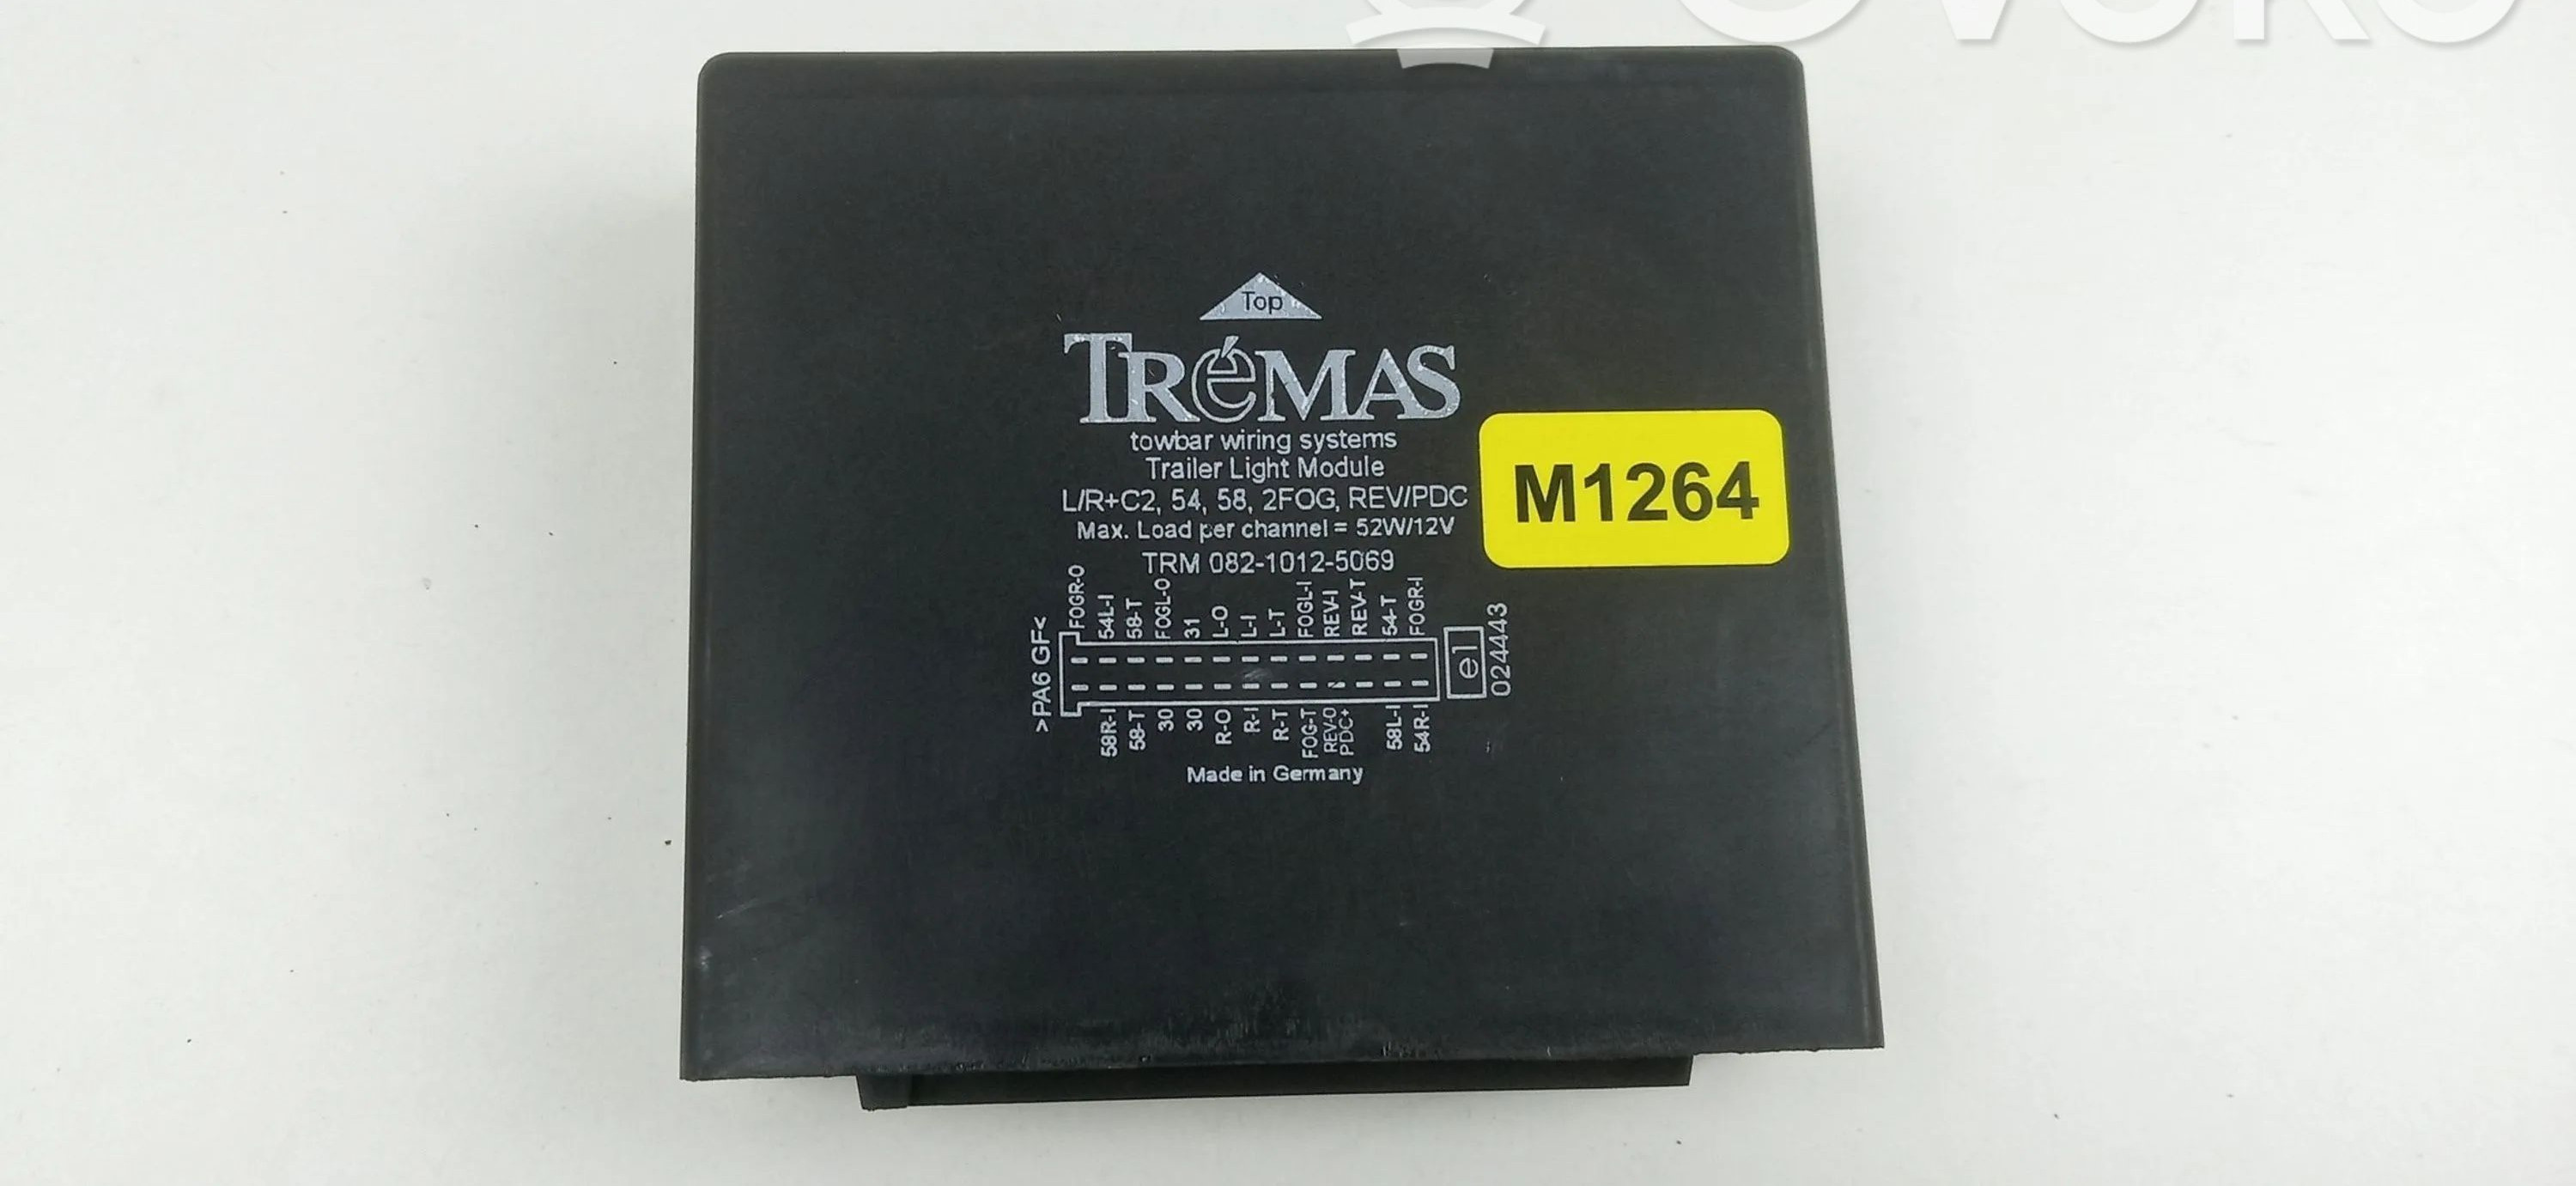 Top
TRéMAS
towbar wiring systems
Trailer Light Module
L/R+C2, 54, 58, 2FOG, REV/PDC
Max. Load per channel = 52W/12V
TRM 082-1012-5069
M1264
>PA6 GF<
FOGR-O
54L-I
58-T
FOGL-O
31
L-O
L-I
L-T
FOGL-I
REV-I
REV-T
54-T
FOGR-I
e1
024443
58R-I
58-T
30
30
R-O
R-I
R-T
FOG-T
REV-O
PDC+
58L-I
54R-I
Made in Germany